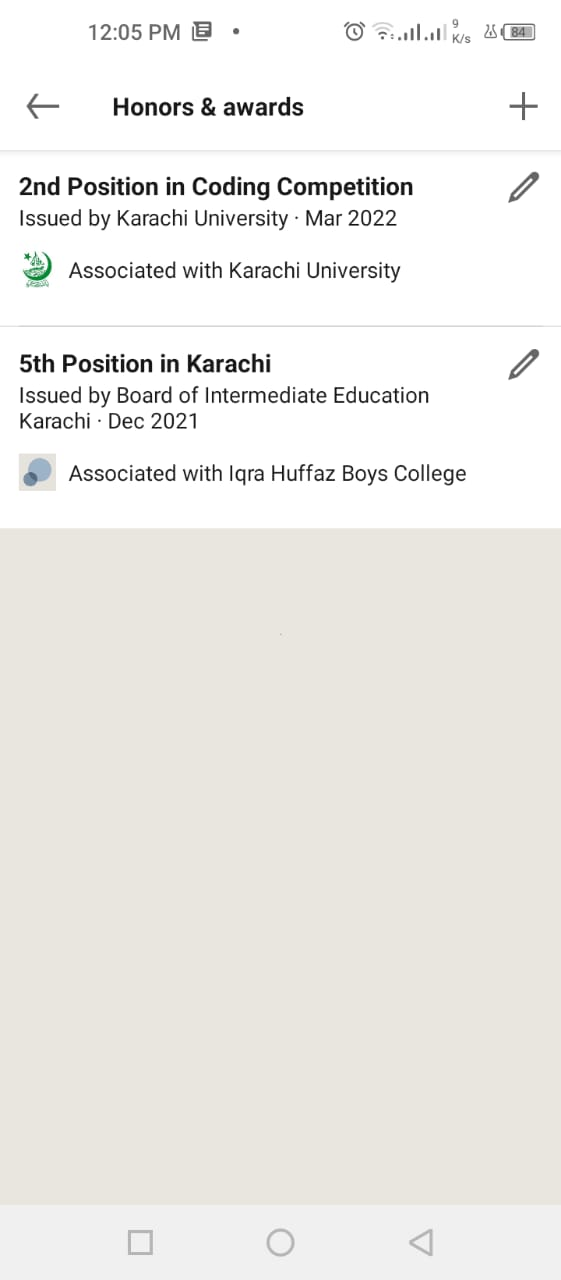 12:05 PM
9
K/s
84
Honors & awards
2nd Position in Coding Competition
Issued by Karachi University · Mar 2022
Associated with Karachi University
5th Position in Karachi
Issued by Board of Intermediate Education
Karachi · Dec 2021
Associated with Iqra Huffaz Boys College